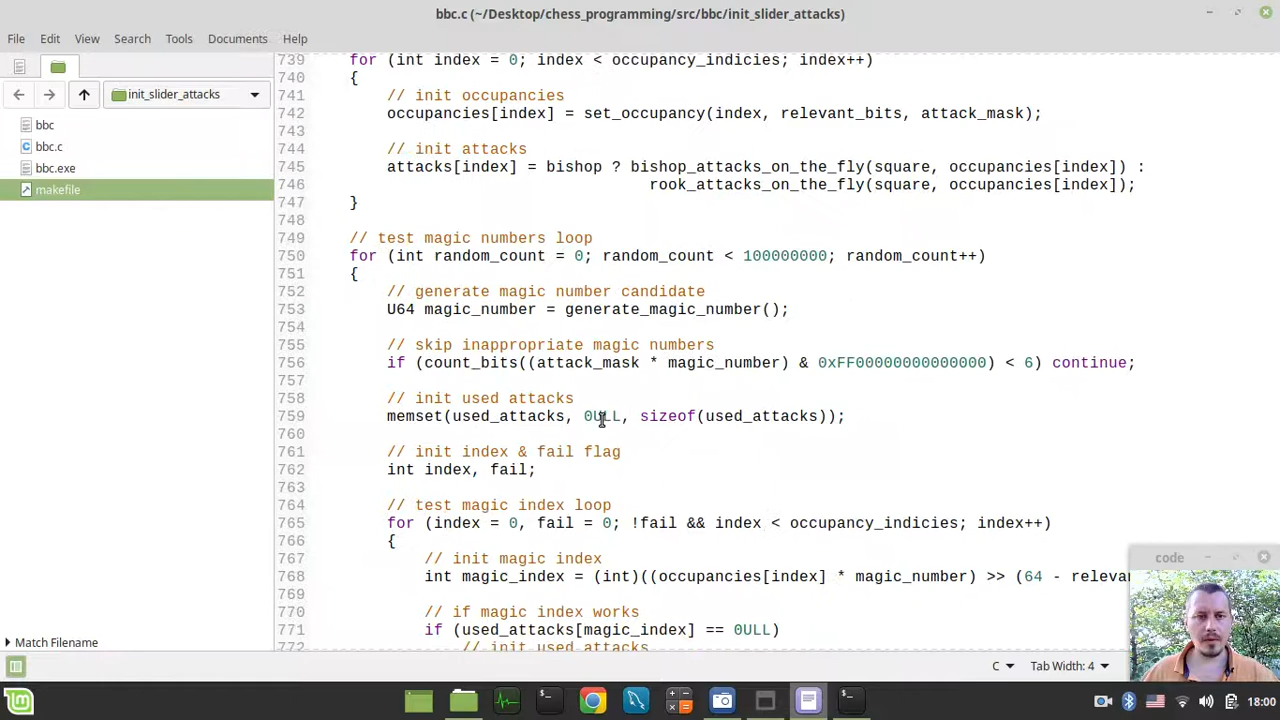 bbc.c (~/Desktop/chess_programming/src/bbc/init_slider_attacks)
File Edit View Search Tools Documents Help
init_slider_attacks
bbc
bbc.c
bbc.exe
makefile
Match Filename
739 for (int index = 0; index < occupancy_indicies; index++)
740 {
741 // init occupancies
742 occupancies[index] = set_occupancy(index, relevant_bits, attack_mask);
743
744 // init attacks
745 attacks[index] = bishop ? bishop_attacks_on_the_fly(square, occupancies[index]) :
746 rook_attacks_on_the_fly(square, occupancies[index]);
747 }
748
749 // test magic numbers loop
750 for (int random_count = 0; random_count < 100000000; random_count++)
751 {
752 // generate magic number candidate
753 U64 magic_number = generate_magic_number();
754
755 // skip inappropriate magic numbers
756 if (count_bits((attack_mask * magic_number) & 0xFF00000000000000) < 6) continue;
757
758 // init used attacks
759 memset(used_attacks, 0ULL, sizeof(used_attacks));
760
761 // init index & fail flag
762 int index, fail;
763
764 // test magic index loop
765 for (index = 0, fail = 0; !fail && index < occupancy_indicies; index++)
766 {
767 // init magic index
768 int magic_index = (int)((occupancies[index] * magic_number) >> (64 - releva
769
770 // if magic index works
771 if (used_attacks[magic_index] == 0ULL)
772 // init used attacks
code
C Tab Width: 4
18:00